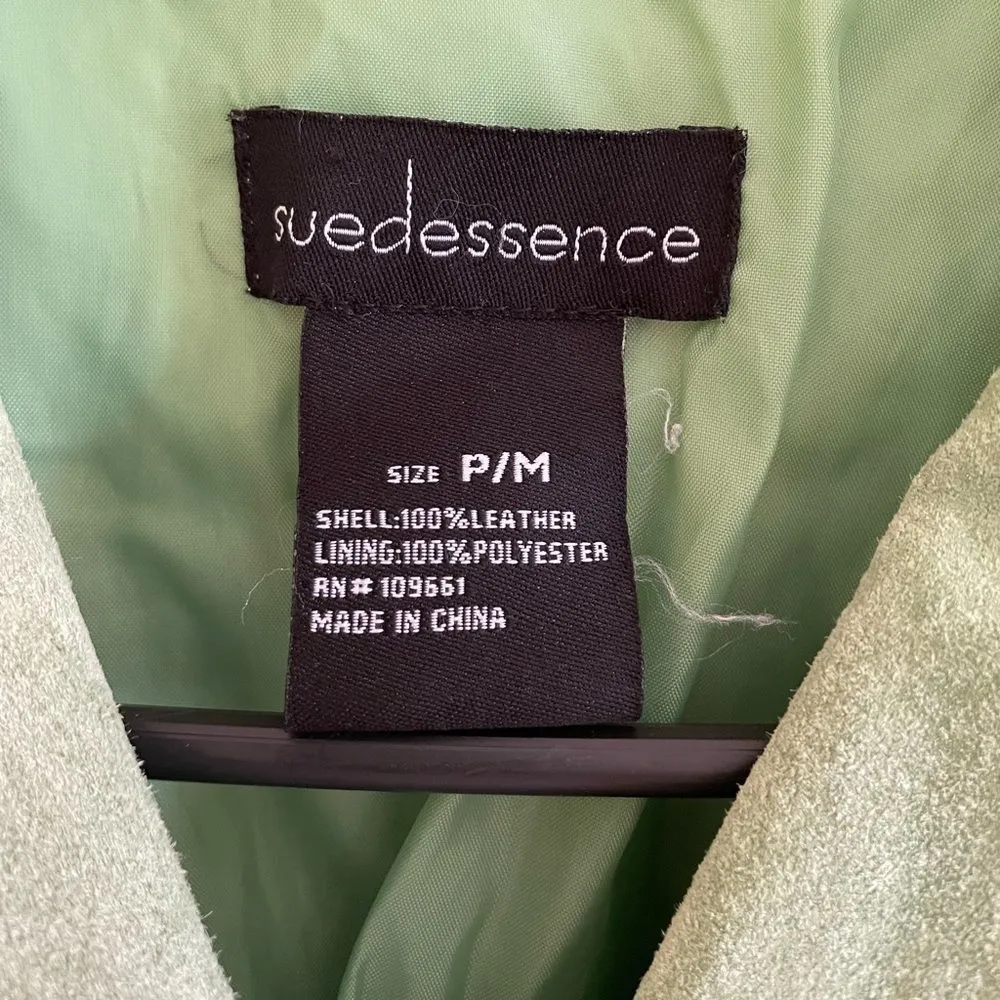 suedessence
SIZE P/M
SHELL:100%LEATHER
LINING:100%POLYESTER
RN#109661
MADE IN CHINA